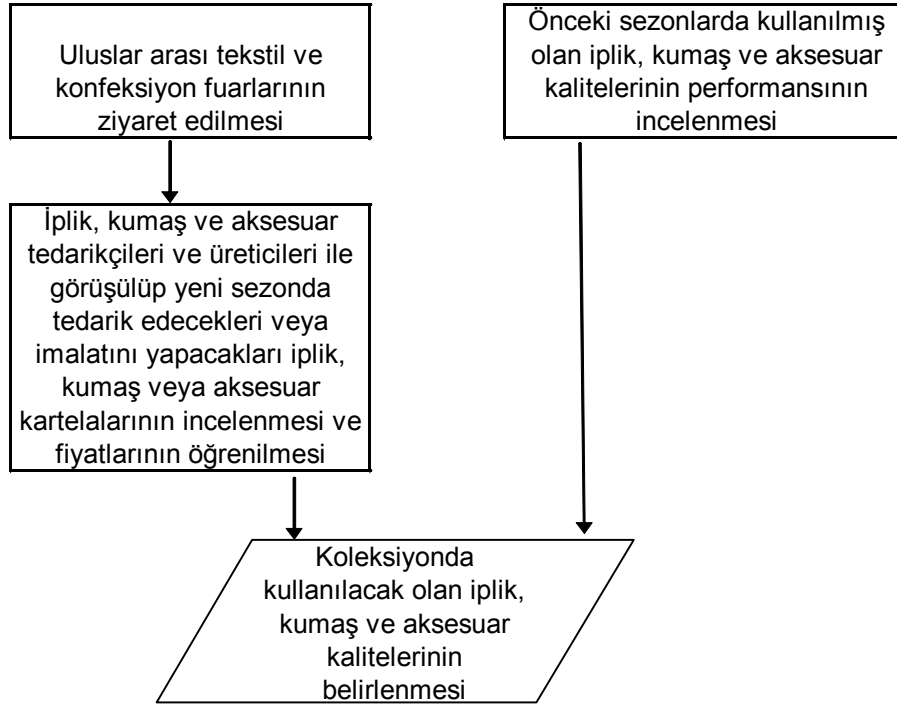 Uluslar arası tekstil ve
konfeksiyon fuarlarının
ziyaret edilmesi
Önceki sezonlarda kullanılmış
olan iplik, kumaş ve aksesuar
kalitelerinin performansının
incelenmesi
İplik, kumaş ve aksesuar
tedarikçileri ve üreticileri ile
görüşülüp yeni sezonda
tedarik edecekleri veya
imalatını yapacakları iplik,
kumaş veya aksesuar
kartelalarının incelenmesi ve
fiyatlarının öğrenilmesi
Koleksiyonda
kullanılacak olan iplik,
kumaş ve aksesuar
kalitelerinin
belirlenmesi